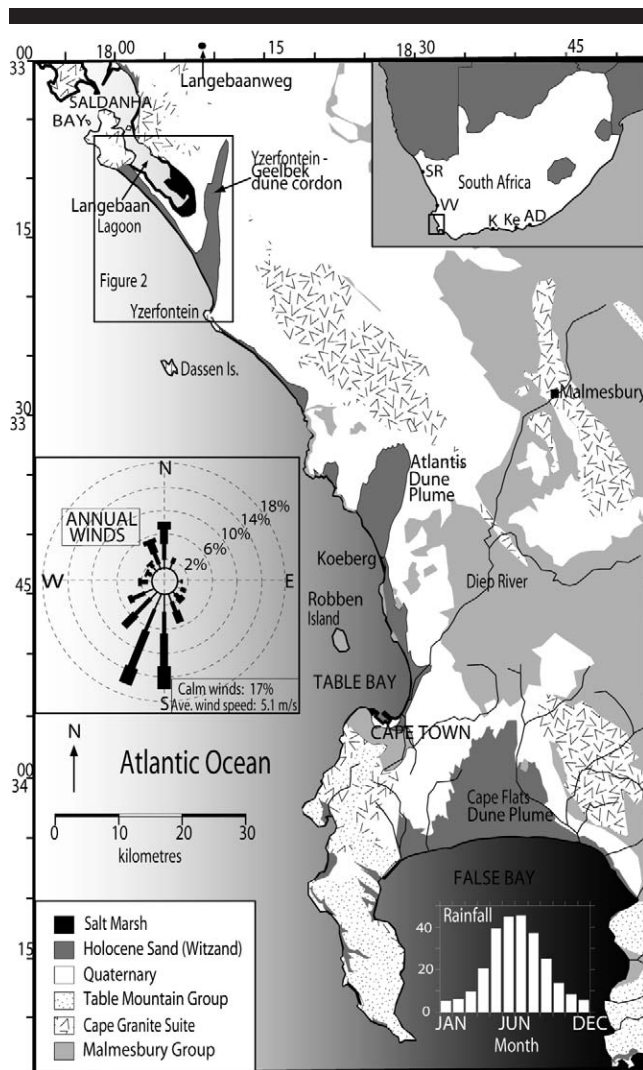 00
18 00
15
18 30
45
33
Langebaanweg
SALDANHA
BAY
Yzerfontein -
Geelbek
dune cordon
Langebaan
Lagoon
15
Figure 2
Yzerfontein
Dassen Is.
SR
VV
South Africa
K Ke AD
30
33
Malmesbury
Atlantis
Dune
Plume
N
ANNUAL
WINDS
18%
14%
10%
6%
2%
W
E
S
Calm winds: 17%
Ave. wind speed: 5.1 m/s
Koeberg
45
Diep River
Robben
Island
TABLE BAY
CAPE TOWN
N
Atlantic Ocean
00
34
0 10 20 30
kilometres
Cape Flats
Dune Plume
FALSE BAY
Salt Marsh
Holocene Sand (Witzand)
Quaternary
Table Mountain Group
Cape Granite Suite
Malmesbury Group
15
Rainfall
40
20
0
JAN JUN DEC
Month